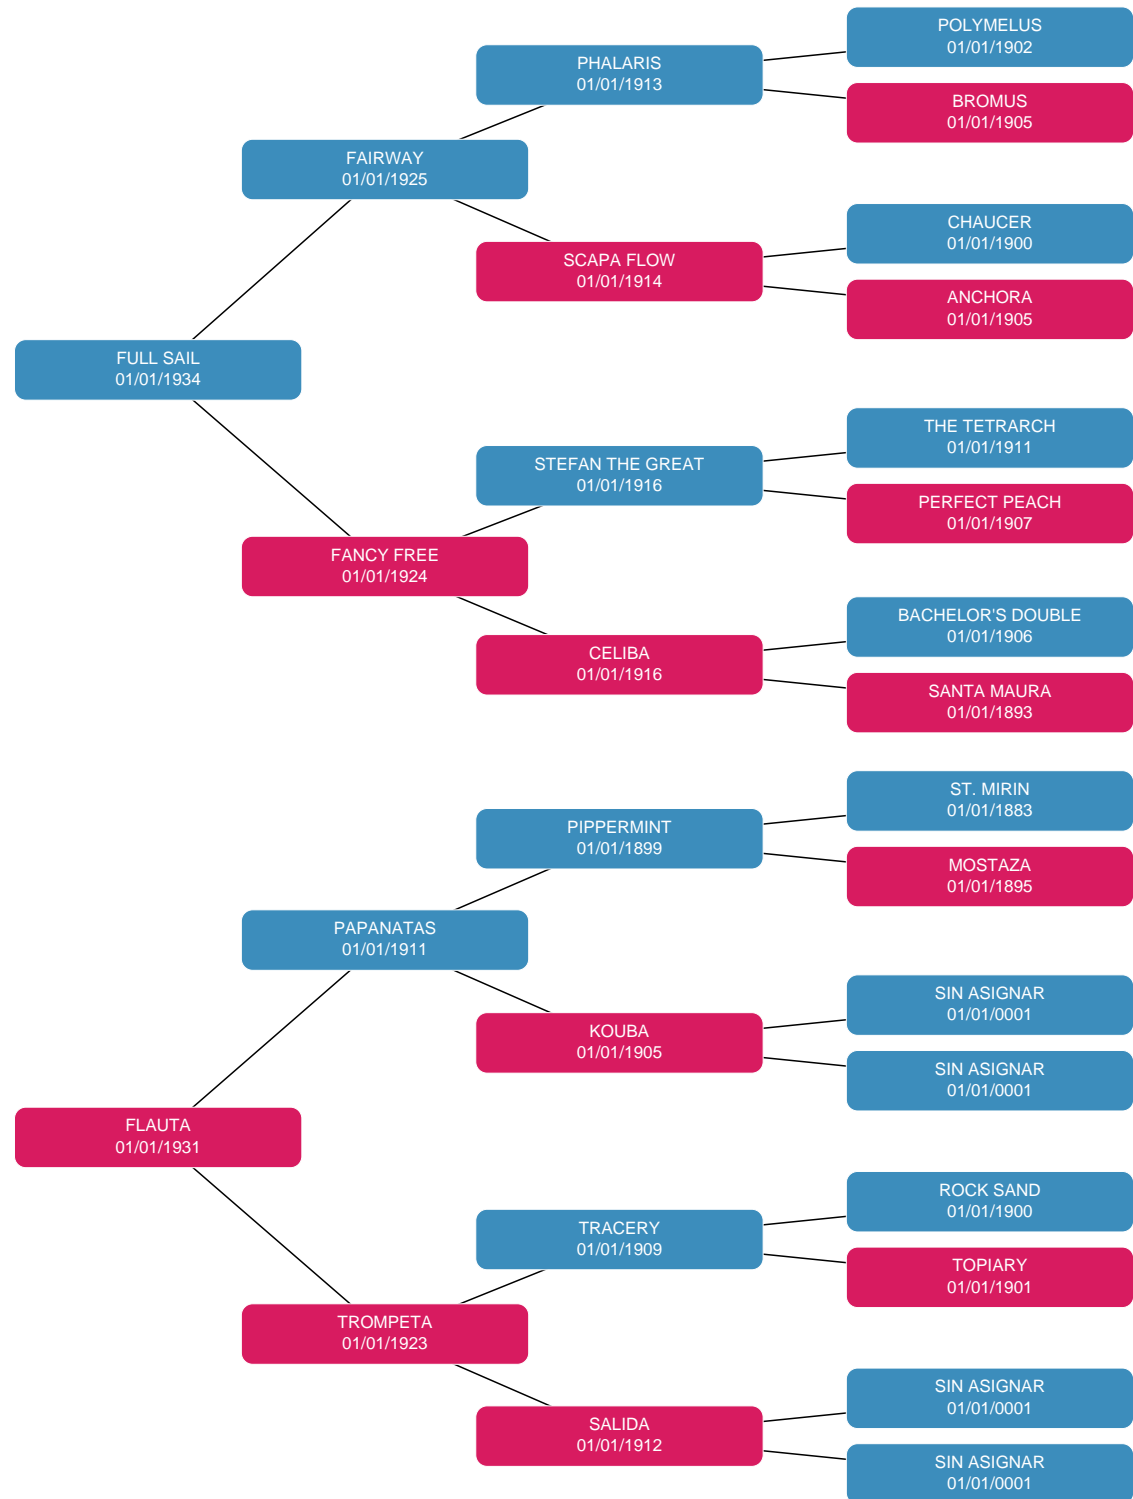 POLYMELUS
01/01/1902
PHALARIS
01/01/1913
BROMUS
01/01/1905
FAIRWAY
01/01/1925
CHAUCER
01/01/1900
SCAPA FLOW
01/01/1914
ANCHORA
01/01/1905
FULL SAIL
01/01/1934
THE TETRARCH
01/01/1911
STEFAN THE GREAT
01/01/1916
PERFECT PEACH
01/01/1907
FANCY FREE
01/01/1924
BACHELOR'S DOUBLE
01/01/1906
CELIBA
01/01/1916
SANTA MAURA
01/01/1893
ST. MIRIN
01/01/1883
PIPPERMINT
01/01/1899
MOSTAZA
01/01/1895
PAPANATAS
01/01/1911
SIN ASIGNAR
01/01/0001
KOUBA
01/01/1905
SIN ASIGNAR
01/01/0001
FLAUTA
01/01/1931
ROCK SAND
01/01/1900
TRACERY
01/01/1909
TOPIARY
01/01/1901
TROMPETA
01/01/1923
SIN ASIGNAR
01/01/0001
SALIDA
01/01/1912
SIN ASIGNAR
01/01/0001